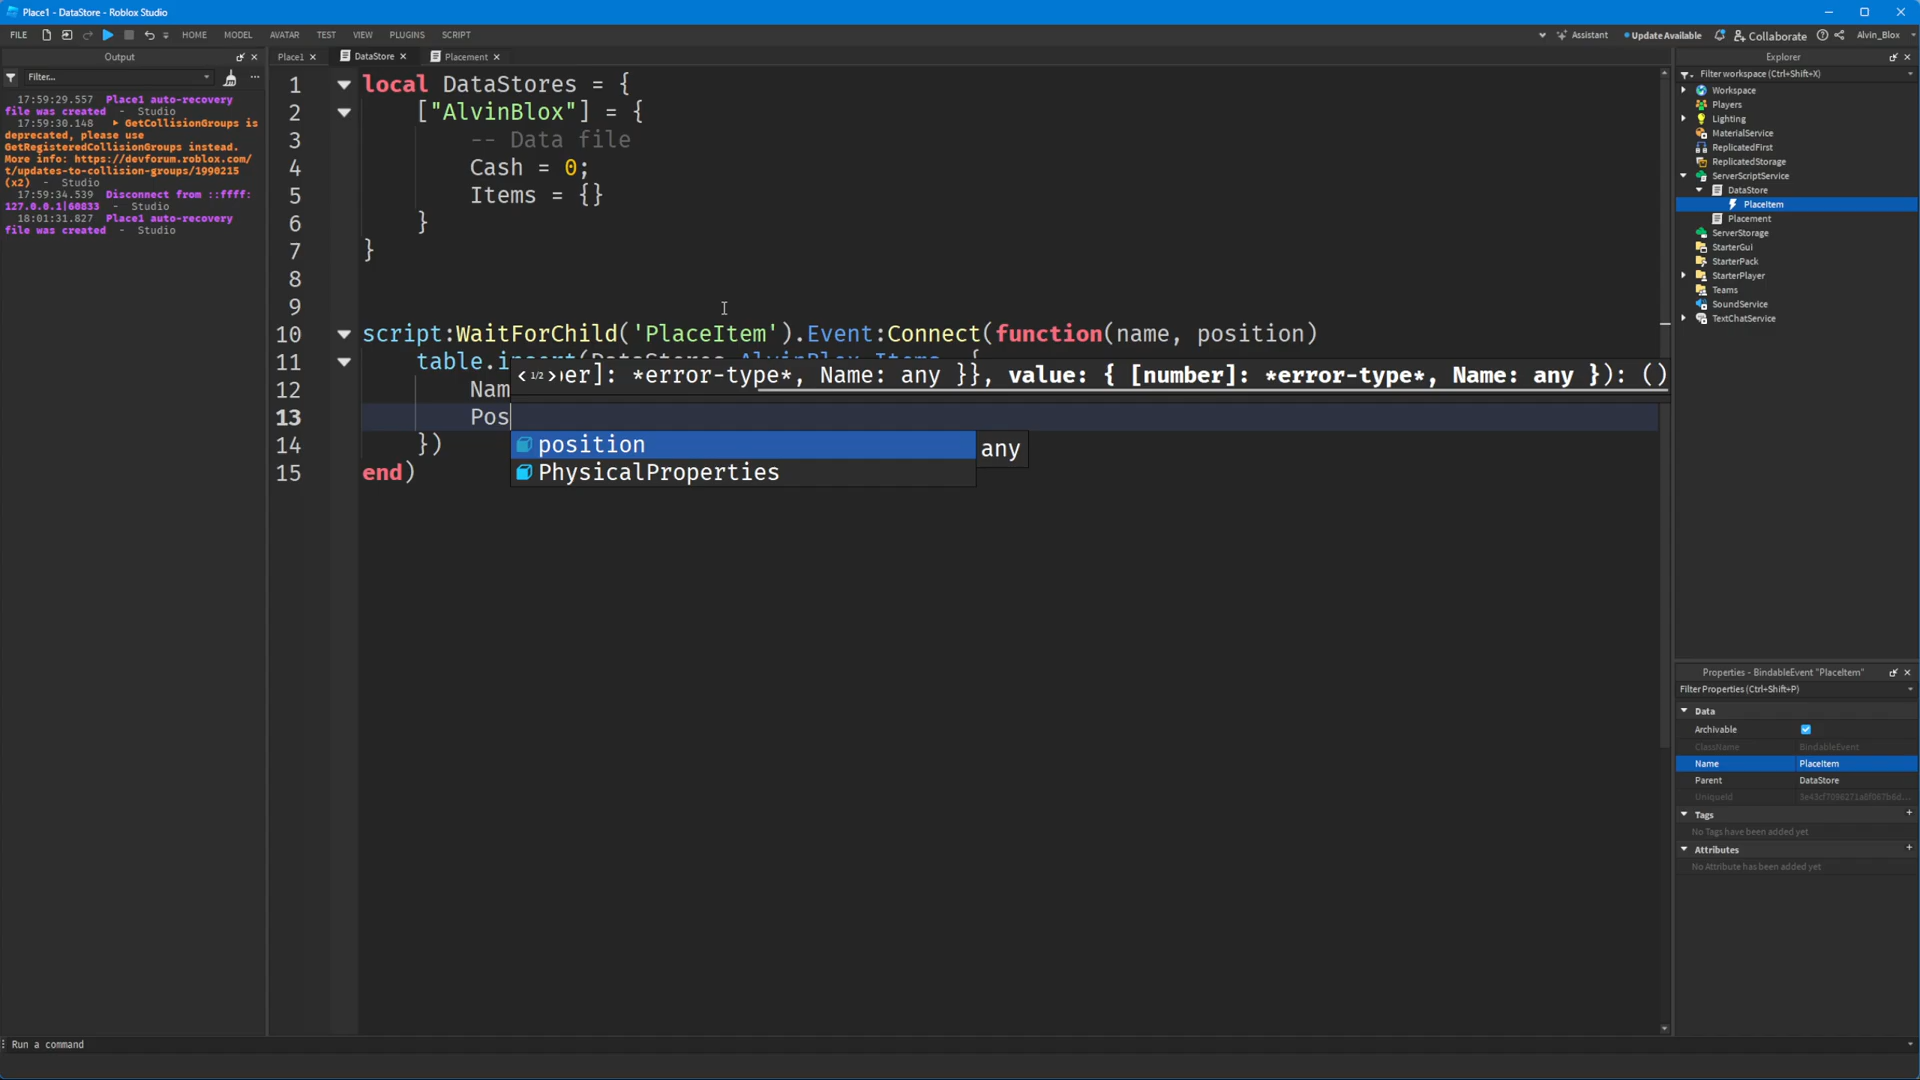 Place1 - DataStore - Roblox Studio
FILE HOME MODEL AVATAR TEST VIEW PLUGINS SCRIPT Assistant Update Available Collaborate Alvin_Blox
Output
Filter...
17:59:29.557 Place1 auto-recovery
file was created - Studio
17:59:30.148 GetCollisionGroups is
deprecated, please use
GetRegisteredCollisionGroups instead.
More info: https://devforum.roblox.com/
t/updates-to-collision-groups/1990215
(x2) - Studio
17:59:34.539 Disconnect from ::ffff:
127.0.0.1|60833 - Studio
18:01:31.827 Place1 auto-recovery
file was created - Studio
Place1 DataStore Placement
1 local DataStores = {
2 ["AlvinBlox"] = {
3 -- Data file
4 Cash = 0;
5 Items = {}
6 }
7 }
8
9
10 script:WaitForChild('PlaceItem').Event:Connect(function(name, position)
11 table.insert(DataStores.AlvinBlox.Items, {
<1/2>ber]: *error-type*, Name: any }}, value: { [number]: *error-type*, Name: any }): ()
12 Nam
13 Pos
position any
PhysicalProperties
14 })
15 end)
Explorer
Filter workspace (Ctrl+Shift+X)
Workspace
Players
Lighting
MaterialService
ReplicatedFirst
ReplicatedStorage
ServerScriptService
DataStore
PlaceItem
Placement
ServerStorage
StarterGui
StarterPack
StarterPlayer
Teams
SoundService
TextChatService
Properties - BindableEvent "PlaceItem"
Filter Properties (Ctrl+Shift+P)
Data
Archivable
ClassName BindableEvent
Name PlaceItem
Parent DataStore
UniqueId
Tags
No Tags have been added yet
Attributes
No Attribute has been added yet
Run a command